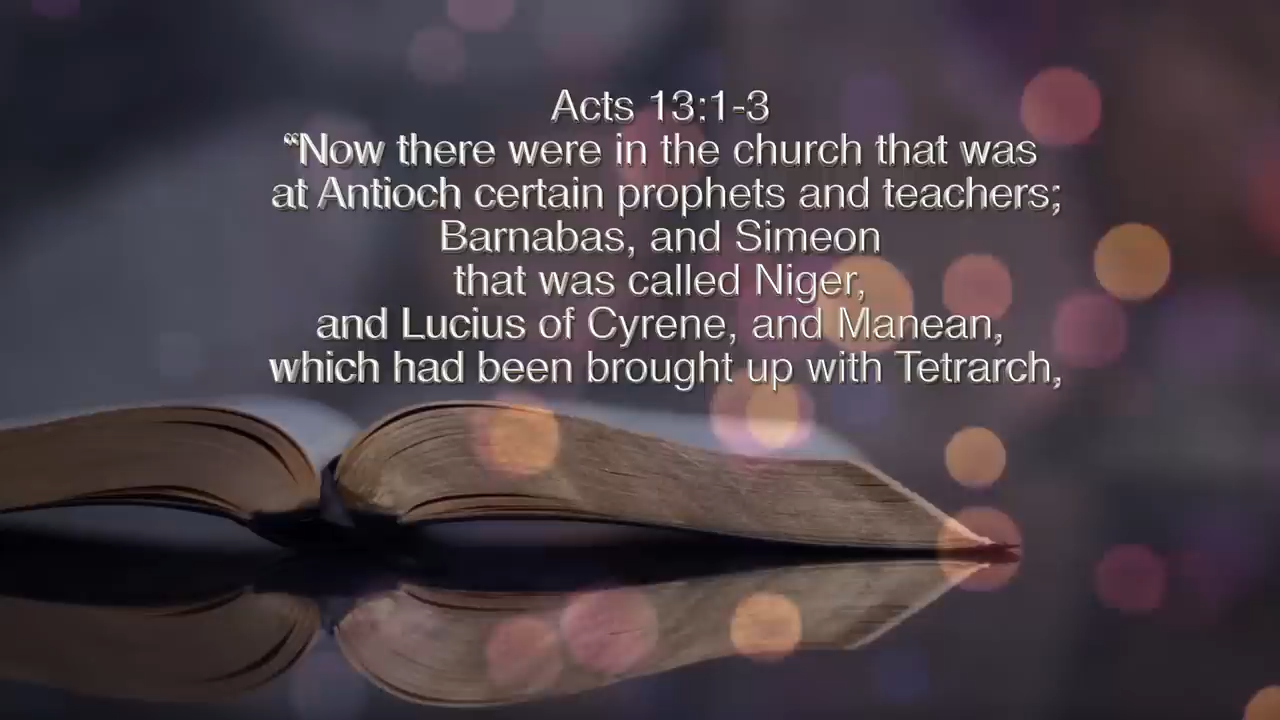 Acts 13:1-3
“Now there were in the church that was
at Antioch certain prophets and teachers;
Barnabas, and Simeon
that was called Niger,
and Lucius of Cyrene, and Manean,
which had been brought up with Tetrarch,